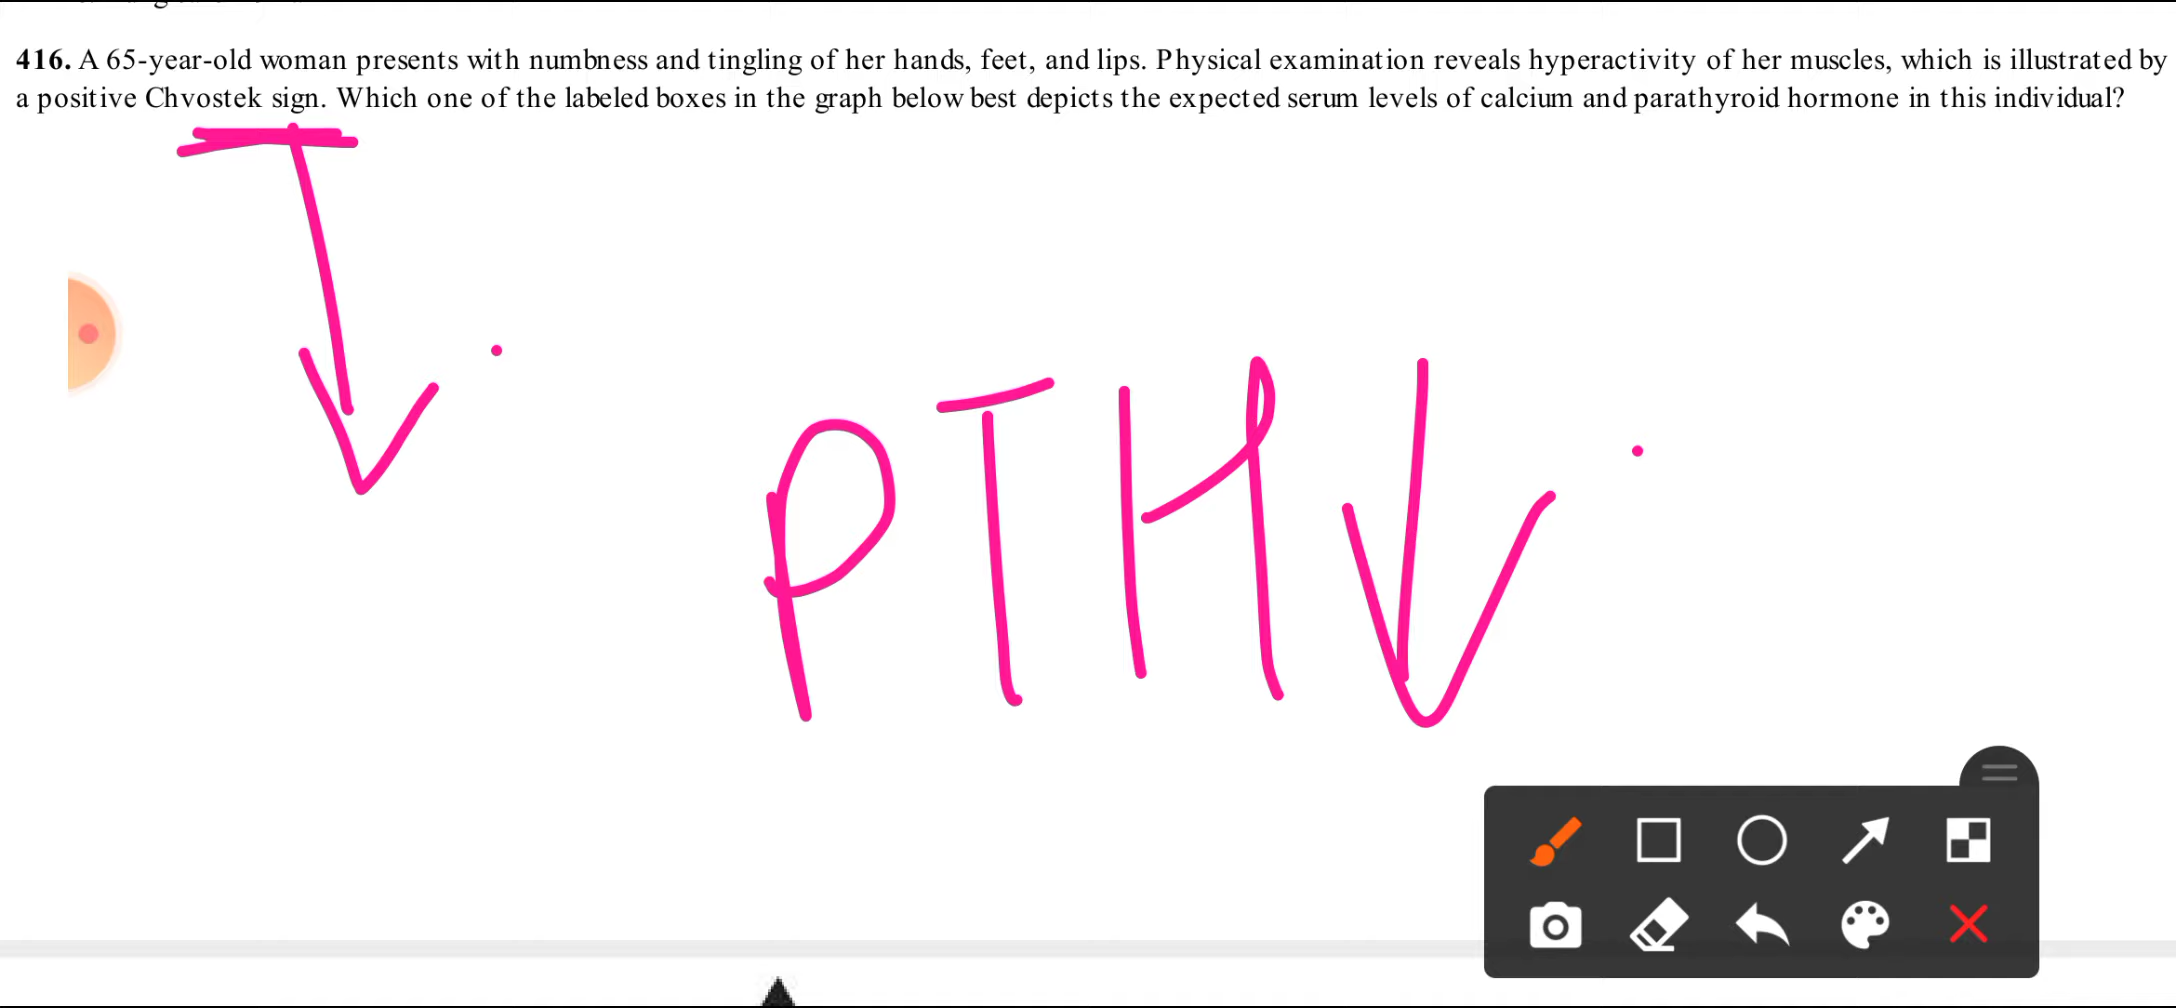 416. A 65-year-old woman presents with numbness and tingling of her hands, feet, and lips. Physical examination reveals hyperactivity of her muscles, which is illustrated by
a positive Chvostek sign. Which one of the labeled boxes in the graph below best depicts the expected serum levels of calcium and parathyroid hormone in this individual?
PTH↓